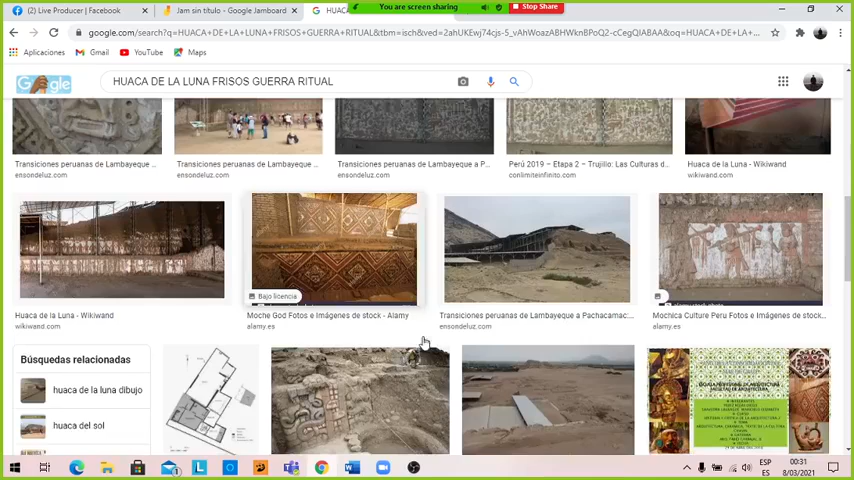 (2) Live Producer | Facebook
Jam sin título - Google Jamboard
HUAC
You are screen sharing
Stop Share
google.com/search?q=HUACA+DE+LA+LUNA+FRISOS+GUERRA+RITUAL&tbm=isch&ved=2ahUKEwj74cjs-5_vAhWoazABHWKnBPoQ2-cCegQIABAA&oq=HUACA+DE+LA+...
Aplicaciones
Gmail
YouTube
Maps
Google
HUACA DE LA LUNA FRISOS GUERRA RITUAL
Transiciones peruanas de Lambayeque ...
ensondeluz.com
Transiciones peruanas de Lambayeque ...
ensondeluz.com
Transiciones peruanas de Lambayeque a P...
ensondeluz.com
Perú 2019 – Etapa 2 – Trujillo: Las Culturas d...
conlimiteinfinito.com
Huaca de la Luna - Wikiwand
wikiwand.com
Bajo licencia
Huaca de la Luna - Wikiwand
wikiwand.com
Moche God Fotos e Imágenes de stock - Alamy
alamy.es
Transiciones peruanas de Lambayeque a Pachacamac:...
ensondeluz.com
Mochica Culture Peru Fotos e Imágenes de stock...
alamy.es
Búsquedas relacionadas
huaca de la luna dibujo
huaca del sol
ESP
ES
00:31
8/03/2021